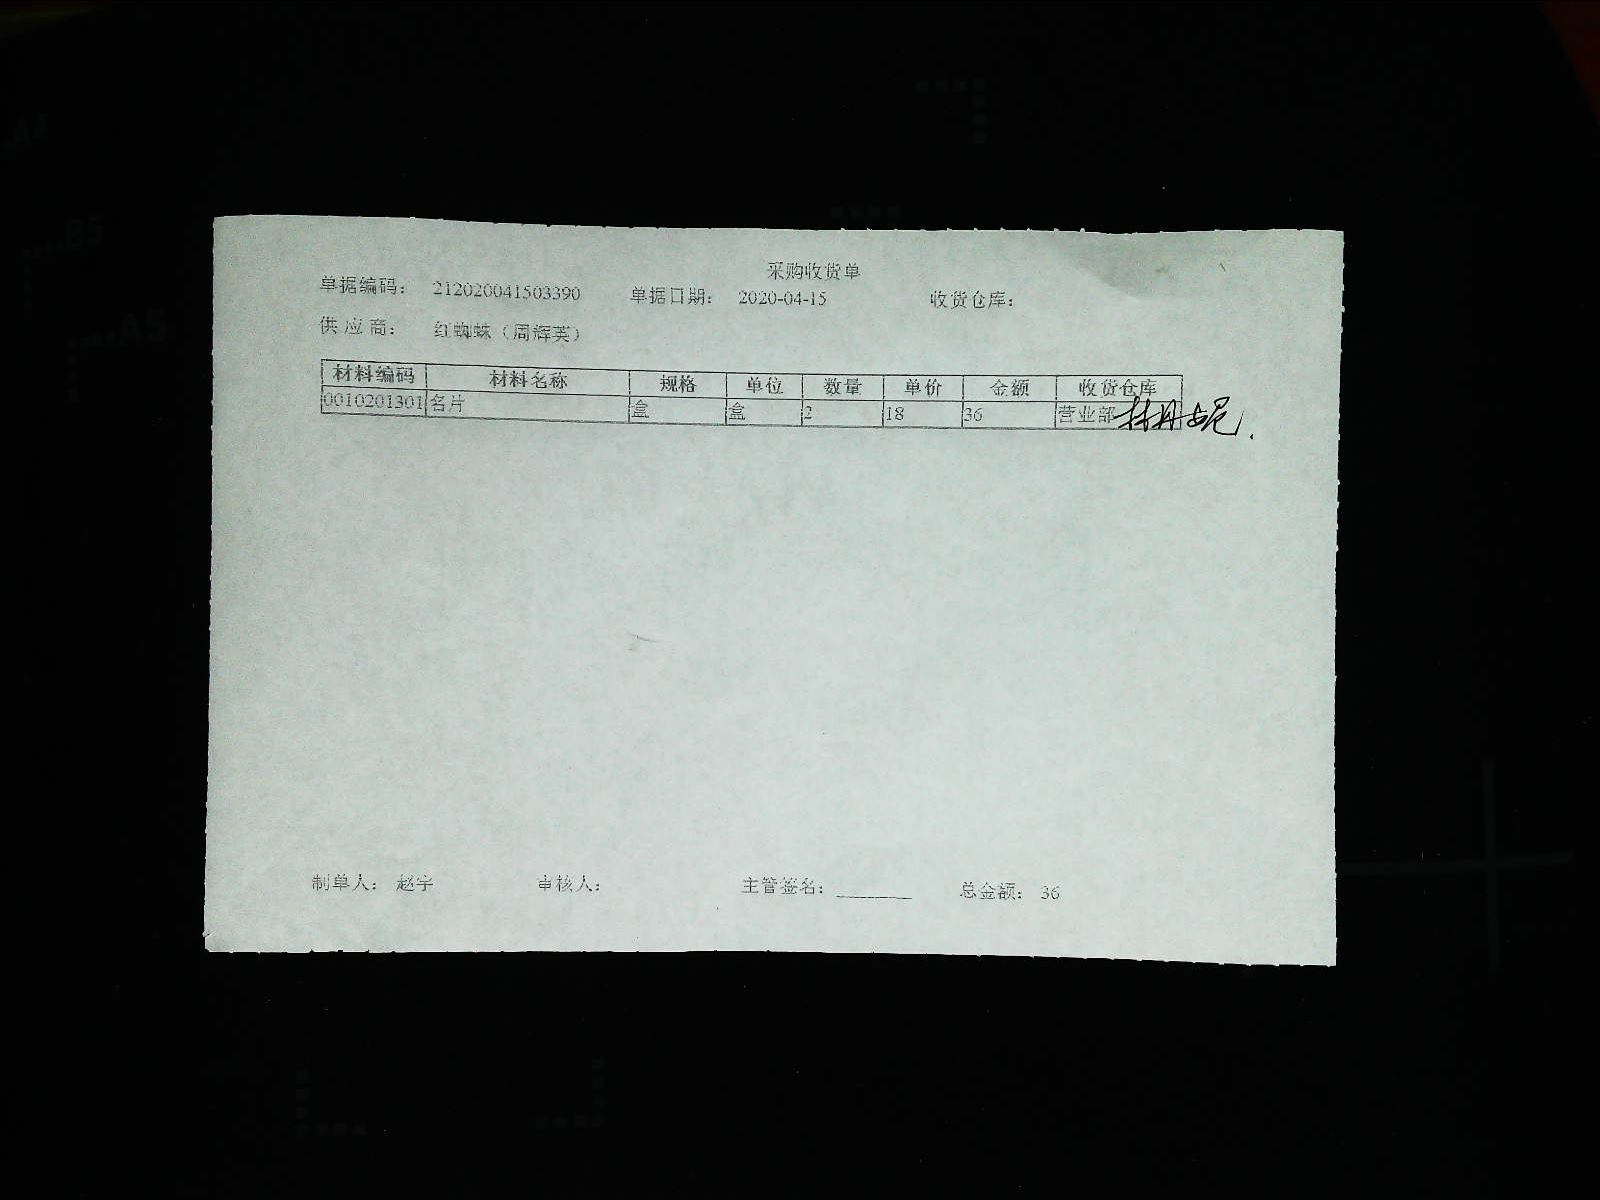 采购收货单
单据编码： 212020041503390 单据日期： 2020-04-15 收货仓库：
供应商： 红蜘蛛（周辉英）
材料编码 材料名称 规格 单位 数量 单价 金额 收货仓库
0010201301 名片 盒 盒 2 18 36 营业部 林丹妮.
制单人： 赵宇 审核人： 主管签名： ________ 总金额： 36